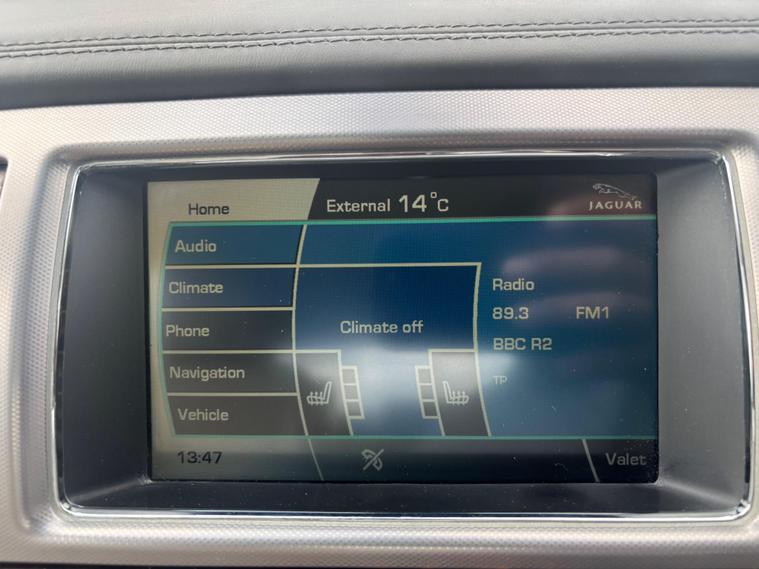 Home
External 14°C
JAGUAR
Audio
Climate
Phone
Navigation
Vehicle
Climate off
Radio
89.3 FM1
BBC R2
TP
13:47
Valet